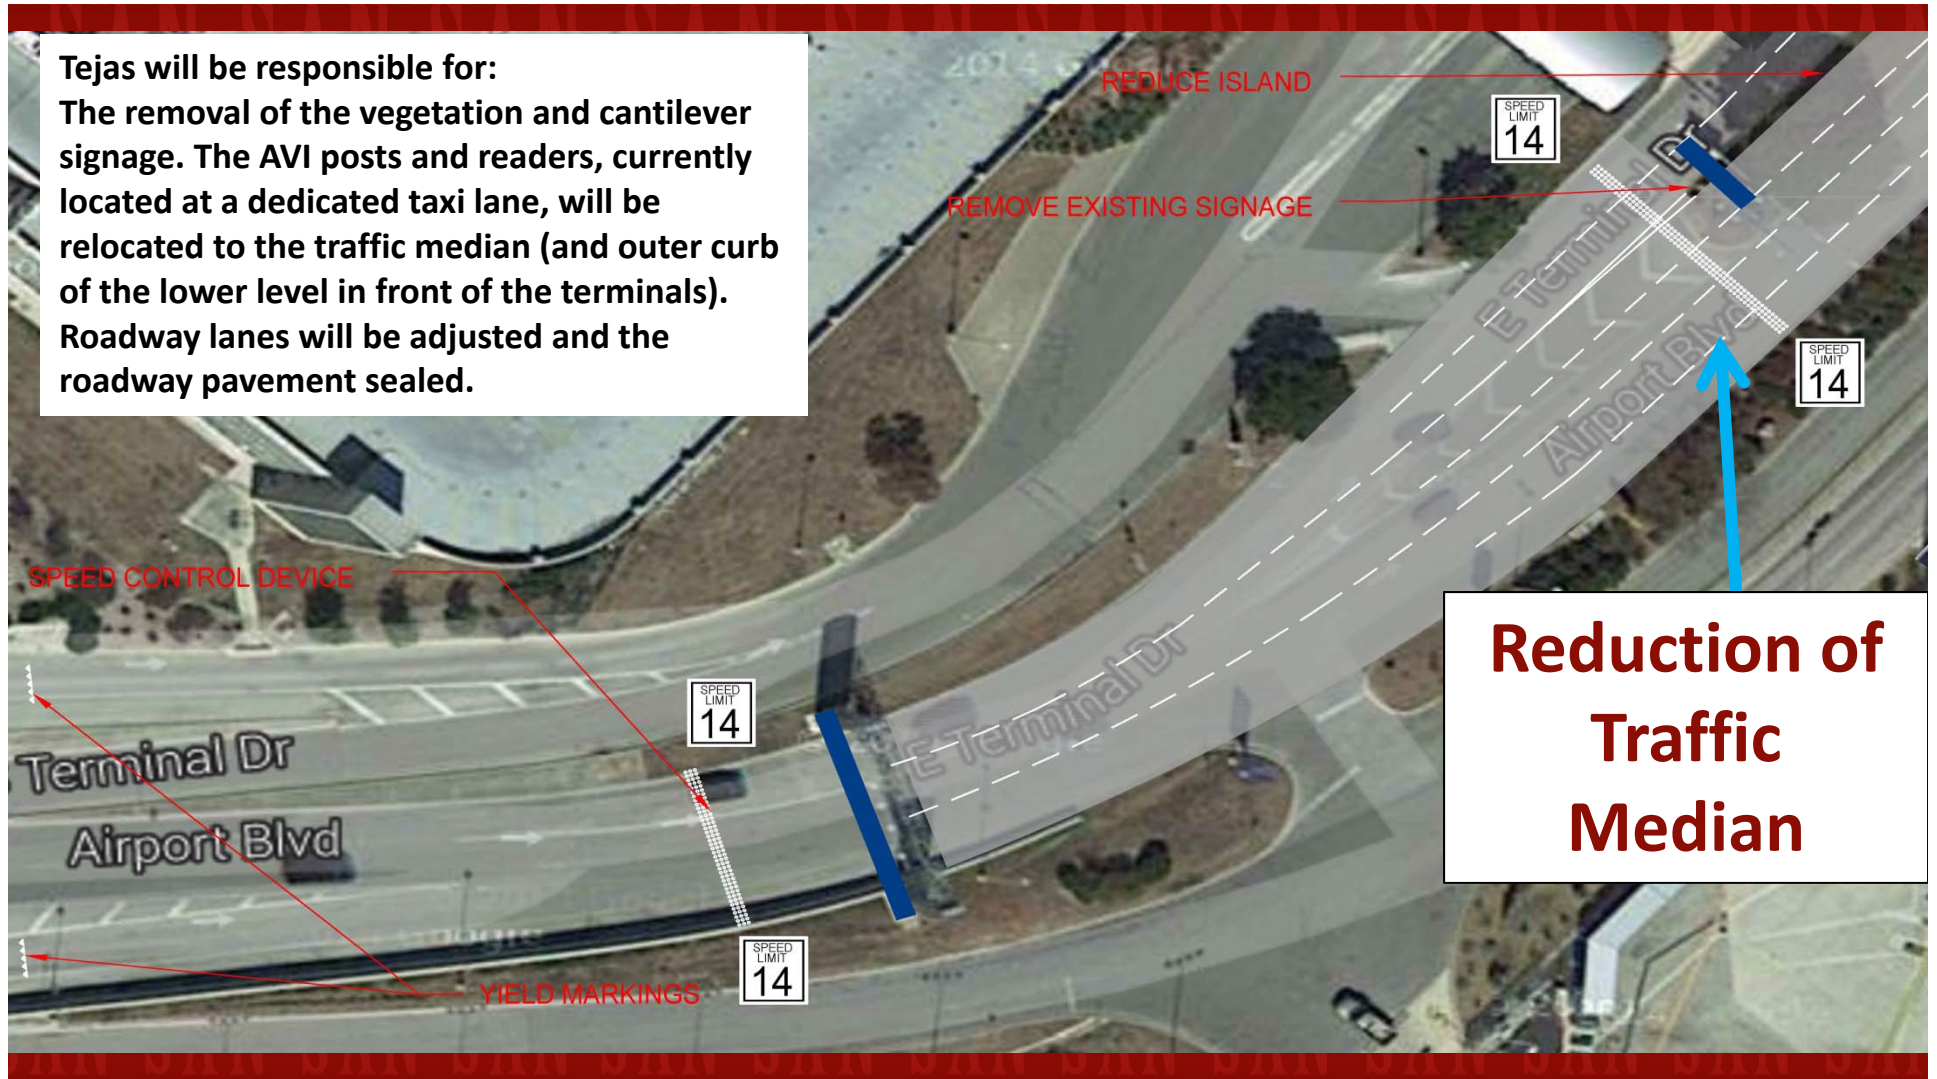 Tejas will be responsible for:
The removal of the vegetation and cantilever
signage. The AVI posts and readers, currently
located at a dedicated taxi lane, will be
relocated to the traffic median (and outer curb
of the lower level in front of the terminals).
Roadway lanes will be adjusted and the
roadway pavement sealed.
2014
REDUCE ISLAND
SPEED
LIMIT
14
REMOVE EXISTING SIGNAGE
E Terminal Dr
Airport Blvd
SPEED
LIMIT
14
SPEED CONTROL DEVICE
Reduction of
Traffic
Median
SPEED
LIMIT
14
E Terminal Dr
Terminal Dr
Airport Blvd
SPEED
LIMIT
14
YIELD MARKINGS